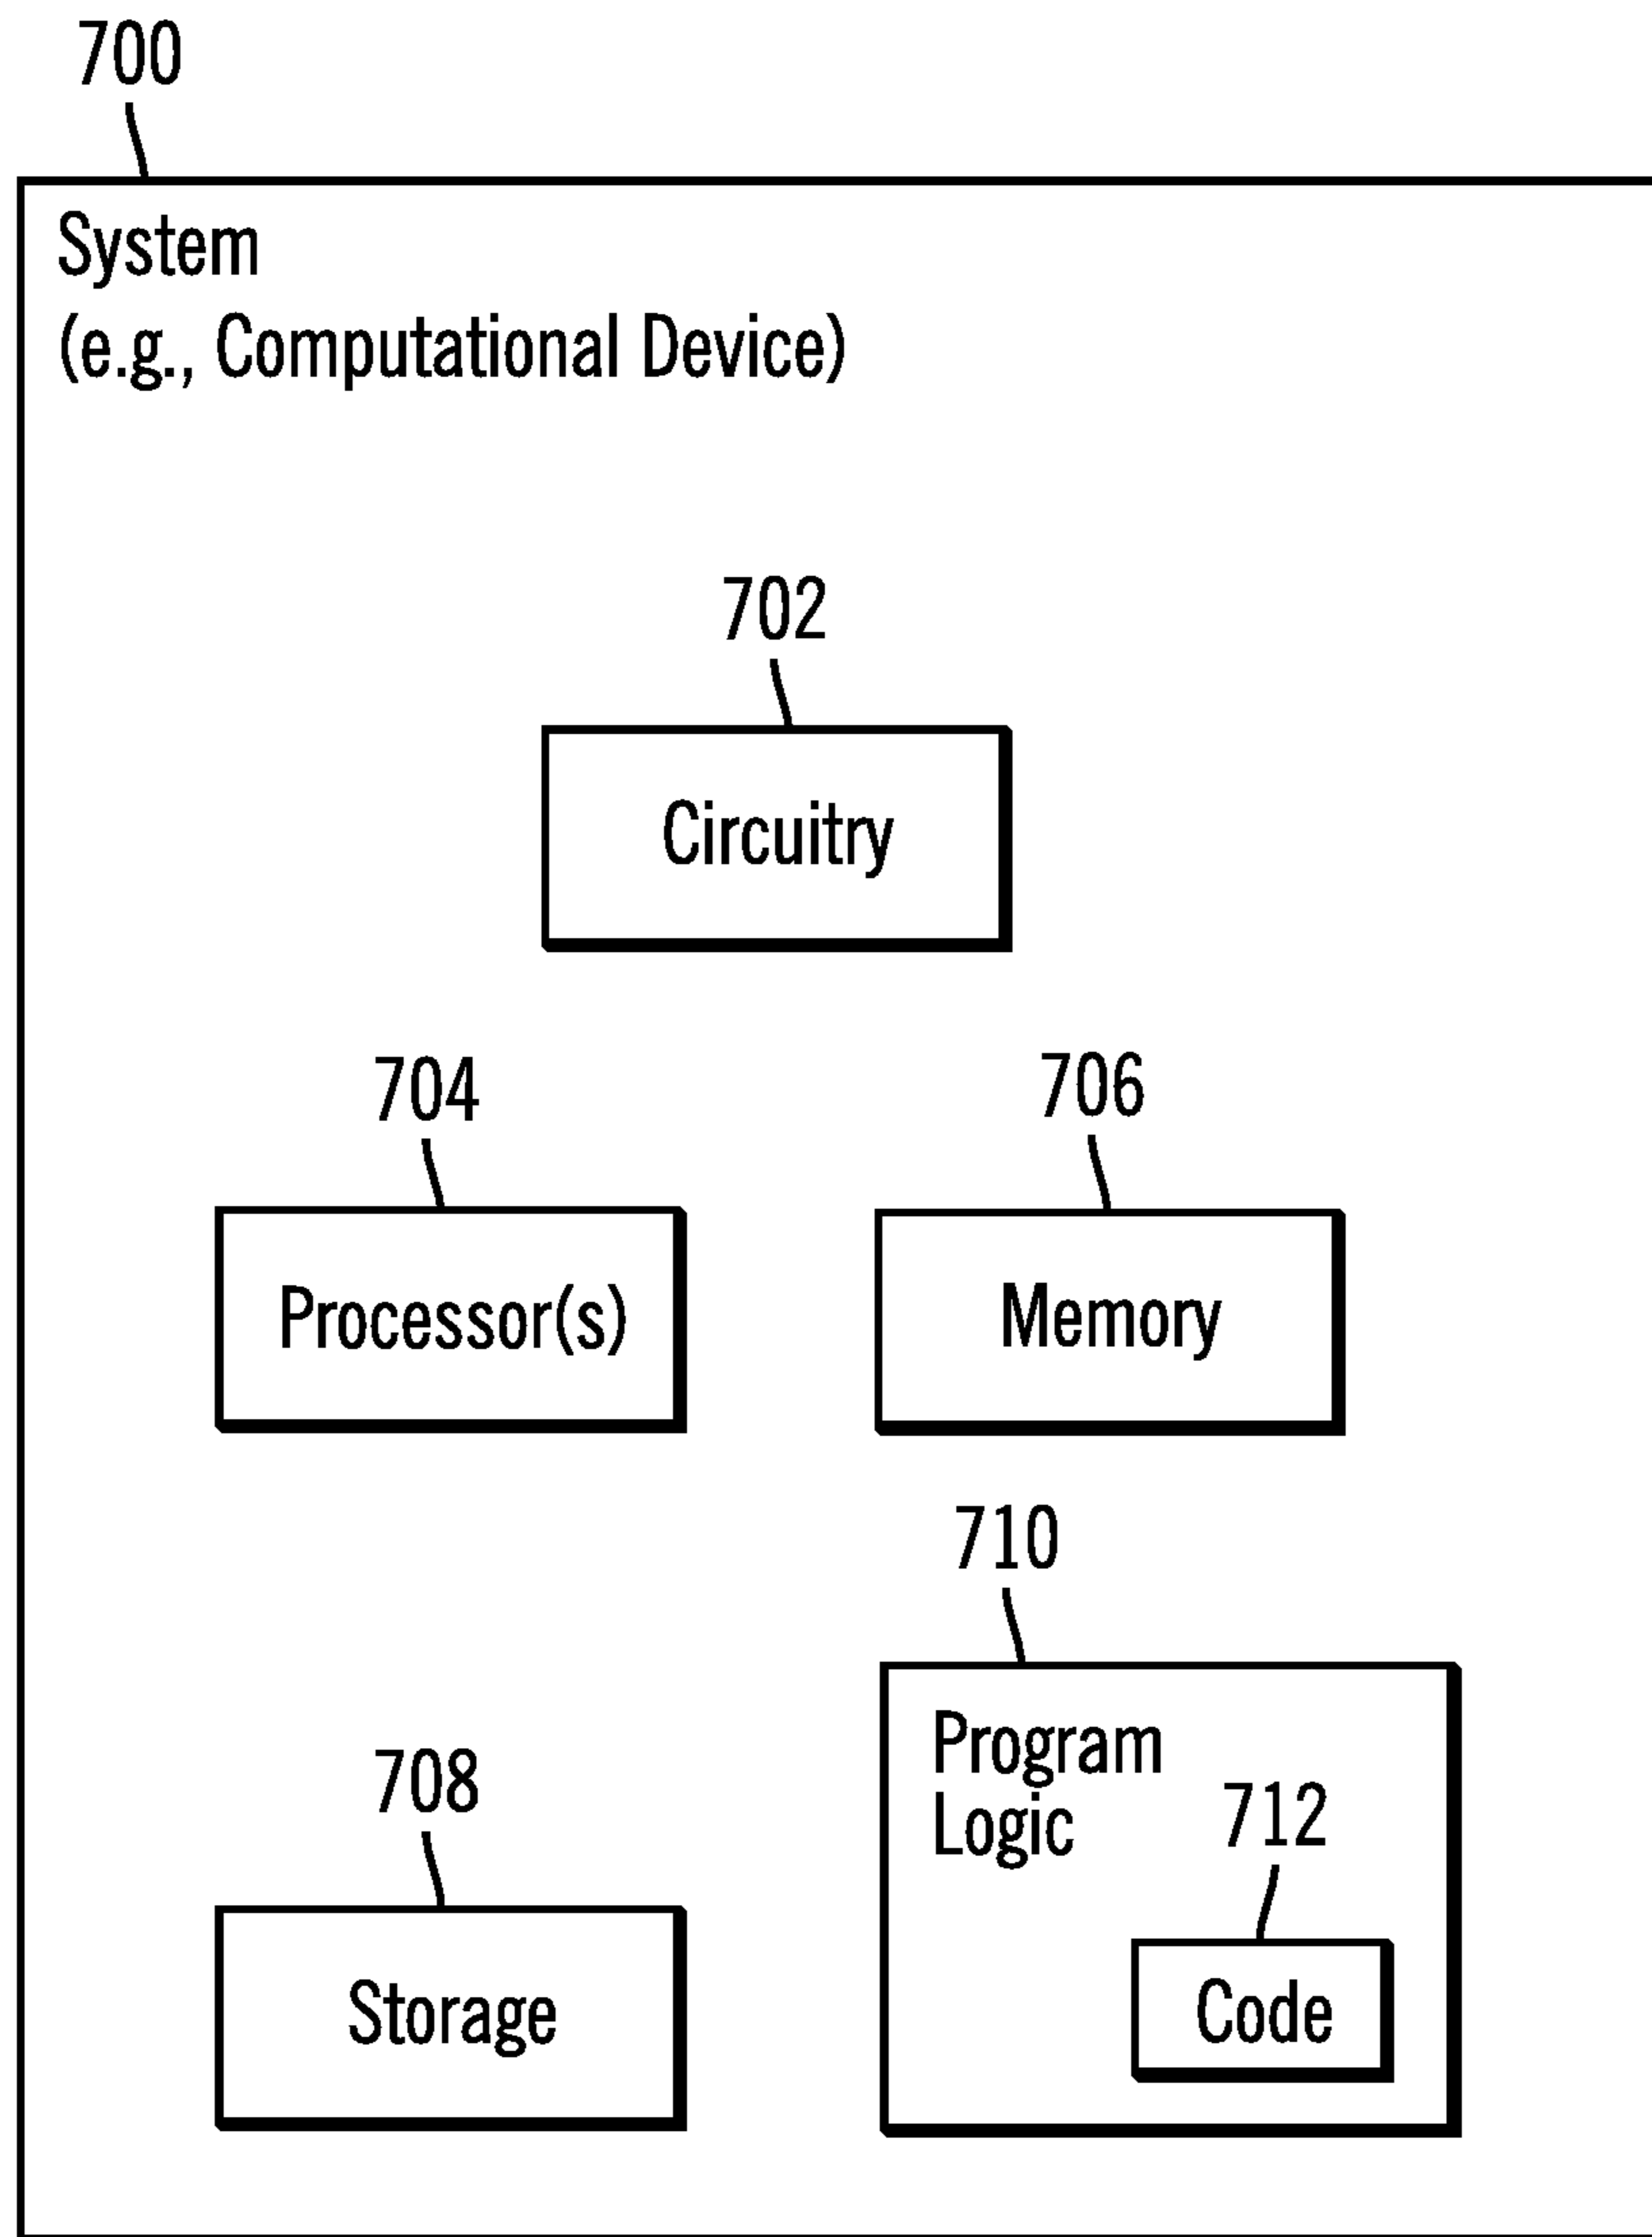 700
System
(e.g., Computational Device)
702
Circuitry
704
706
Processor(s)
Memory
710
Program
Logic
708
712
Storage
Code